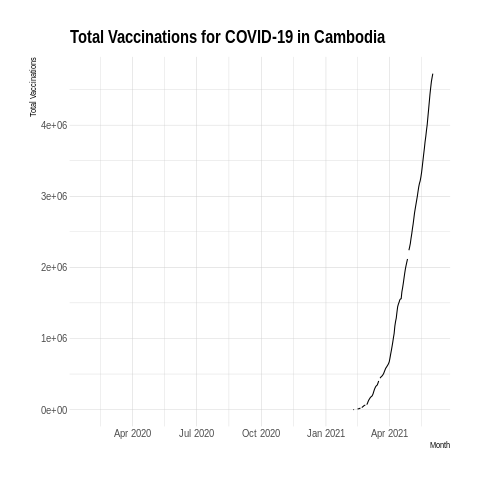 Total Vaccinations for COVID-19 in Cambodia
Total Vaccinations
4e+06
3e+06
2e+06
1e+06
0e+00
Apr 2020 Jul 2020 Oct 2020 Jan 2021 Apr 2021
Month